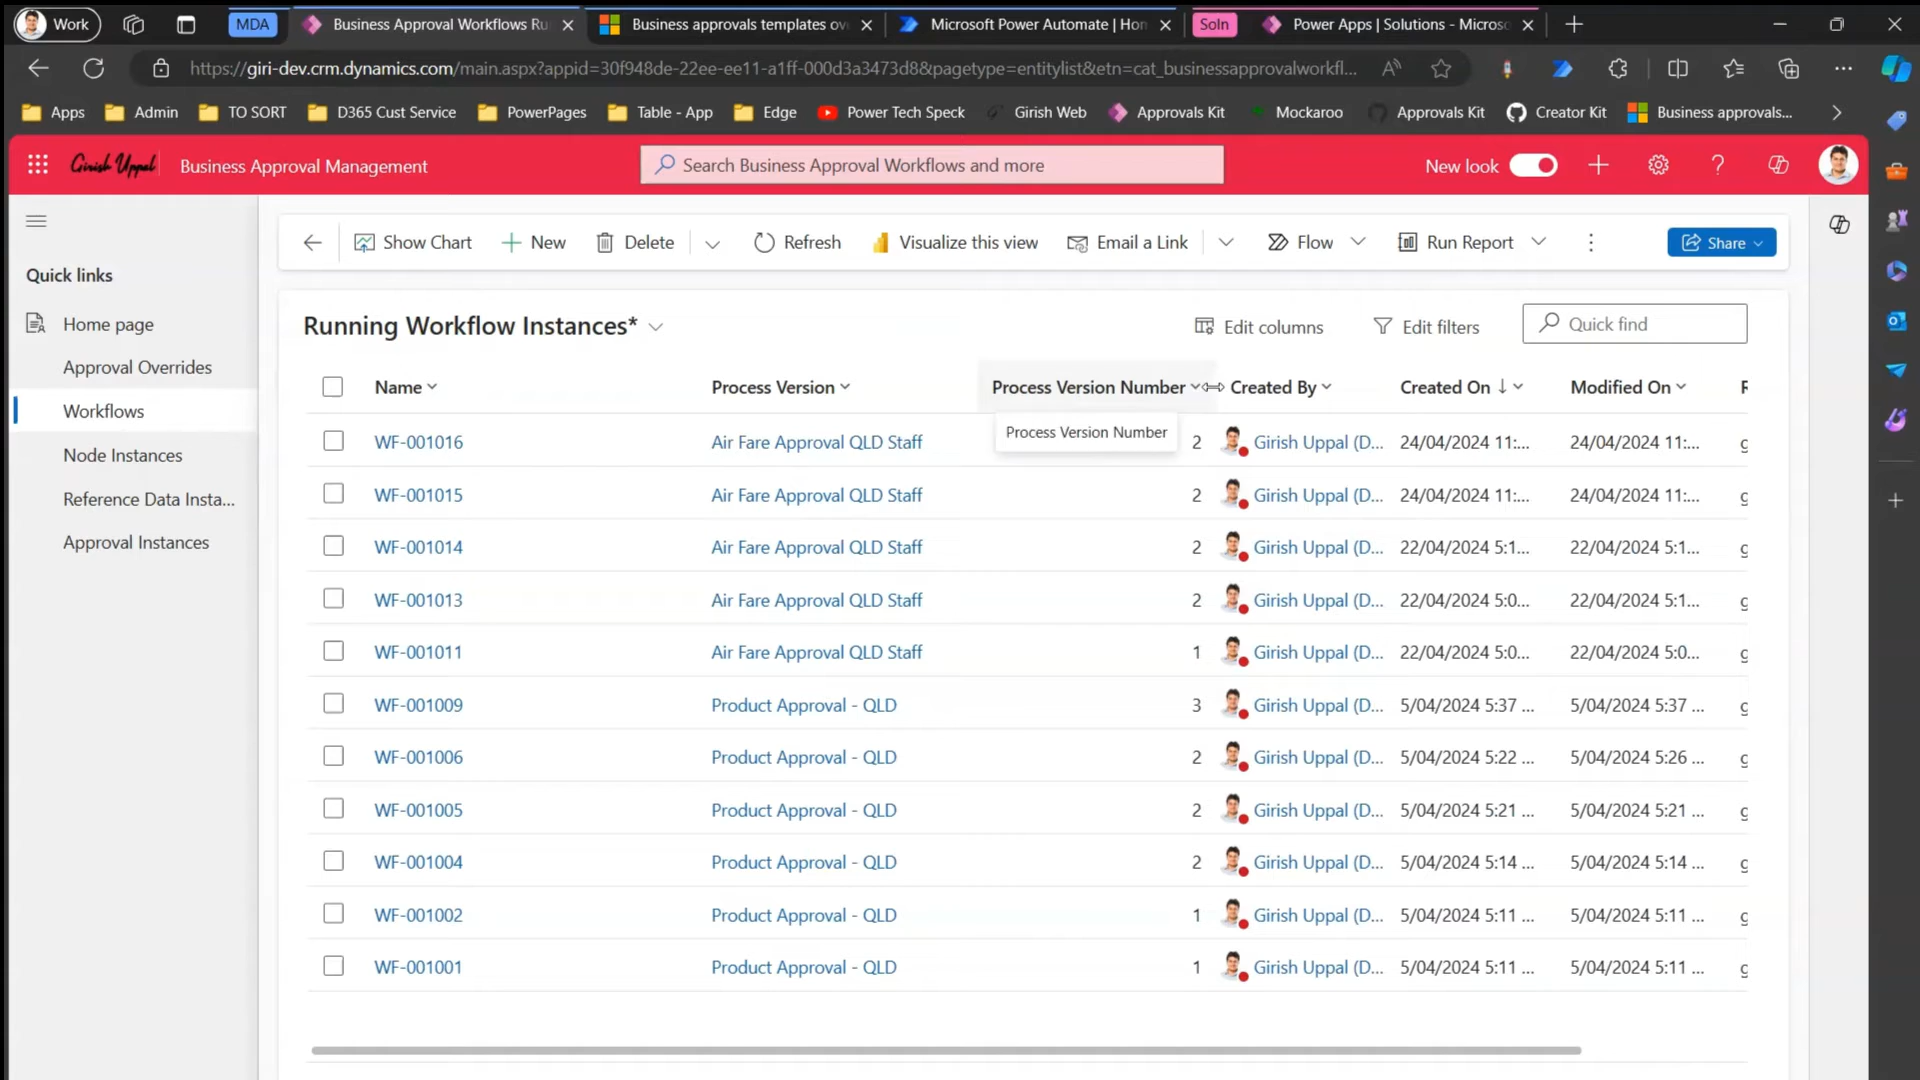 Work
MDA
Business Approval Workflows Ru
Business approvals templates ov
Microsoft Power Automate | Hom
Soln
Power Apps | Solutions - Micros
https://giri-dev.crm.dynamics.com/main.aspx?appid=30f948de-22ee-ee11-a1ff-000d3a3473d8&pagetype=entitylist&etn=cat_businessapprovalworkfl...
Apps Admin TO SORT D365 Cust Service PowerPages Table - App Edge Power Tech Speck Girish Web Approvals Kit Mockaroo Approvals Kit Creator Kit Business approvals...
Girish Uppal
Business Approval Management
Search Business Approval Workflows and more
New look
Show Chart New Delete Refresh Visualize this view Email a Link Flow Run Report Share
Quick links
Home page
Approval Overrides
Workflows
Node Instances
Reference Data Insta...
Approval Instances
Running Workflow Instances*
Edit columns Edit filters Quick find
Name Process Version Process Version Number Created By Created On Modified On
Process Version Number
WF-001016 Air Fare Approval QLD Staff 2 Girish Uppal (D... 24/04/2024 11:... 24/04/2024 11:... g
WF-001015 Air Fare Approval QLD Staff 2 Girish Uppal (D... 24/04/2024 11:... 24/04/2024 11:... g
WF-001014 Air Fare Approval QLD Staff 2 Girish Uppal (D... 22/04/2024 5:1... 22/04/2024 5:1... g
WF-001013 Air Fare Approval QLD Staff 2 Girish Uppal (D... 22/04/2024 5:0... 22/04/2024 5:1... g
WF-001011 Air Fare Approval QLD Staff 1 Girish Uppal (D... 22/04/2024 5:0... 22/04/2024 5:0... g
WF-001009 Product Approval - QLD 3 Girish Uppal (D... 5/04/2024 5:37 ... 5/04/2024 5:37 ... g
WF-001006 Product Approval - QLD 2 Girish Uppal (D... 5/04/2024 5:22 ... 5/04/2024 5:26 ... g
WF-001005 Product Approval - QLD 2 Girish Uppal (D... 5/04/2024 5:21 ... 5/04/2024 5:21 ... g
WF-001004 Product Approval - QLD 2 Girish Uppal (D... 5/04/2024 5:14 ... 5/04/2024 5:14 ... g
WF-001002 Product Approval - QLD 1 Girish Uppal (D... 5/04/2024 5:11 ... 5/04/2024 5:11 ... g
WF-001001 Product Approval - QLD 1 Girish Uppal (D... 5/04/2024 5:11 ... 5/04/2024 5:11 ... g